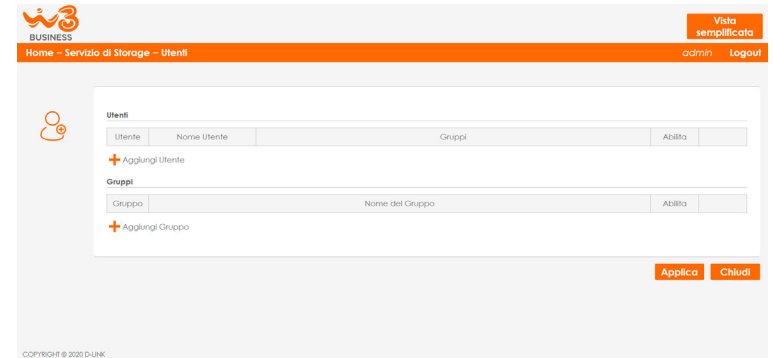 W3
BUSINESS
Vista
semplificata
Home – Servizio di Storage – Utenti
admin Logout
Utenti
Utente Nome Utente Gruppi Abilita
Aggiungi Utente
Gruppi
Gruppo Nome del Gruppo Abilita
Aggiungi Gruppo
Applica Chiudi
COPYRIGHT © 2020 D-LINK